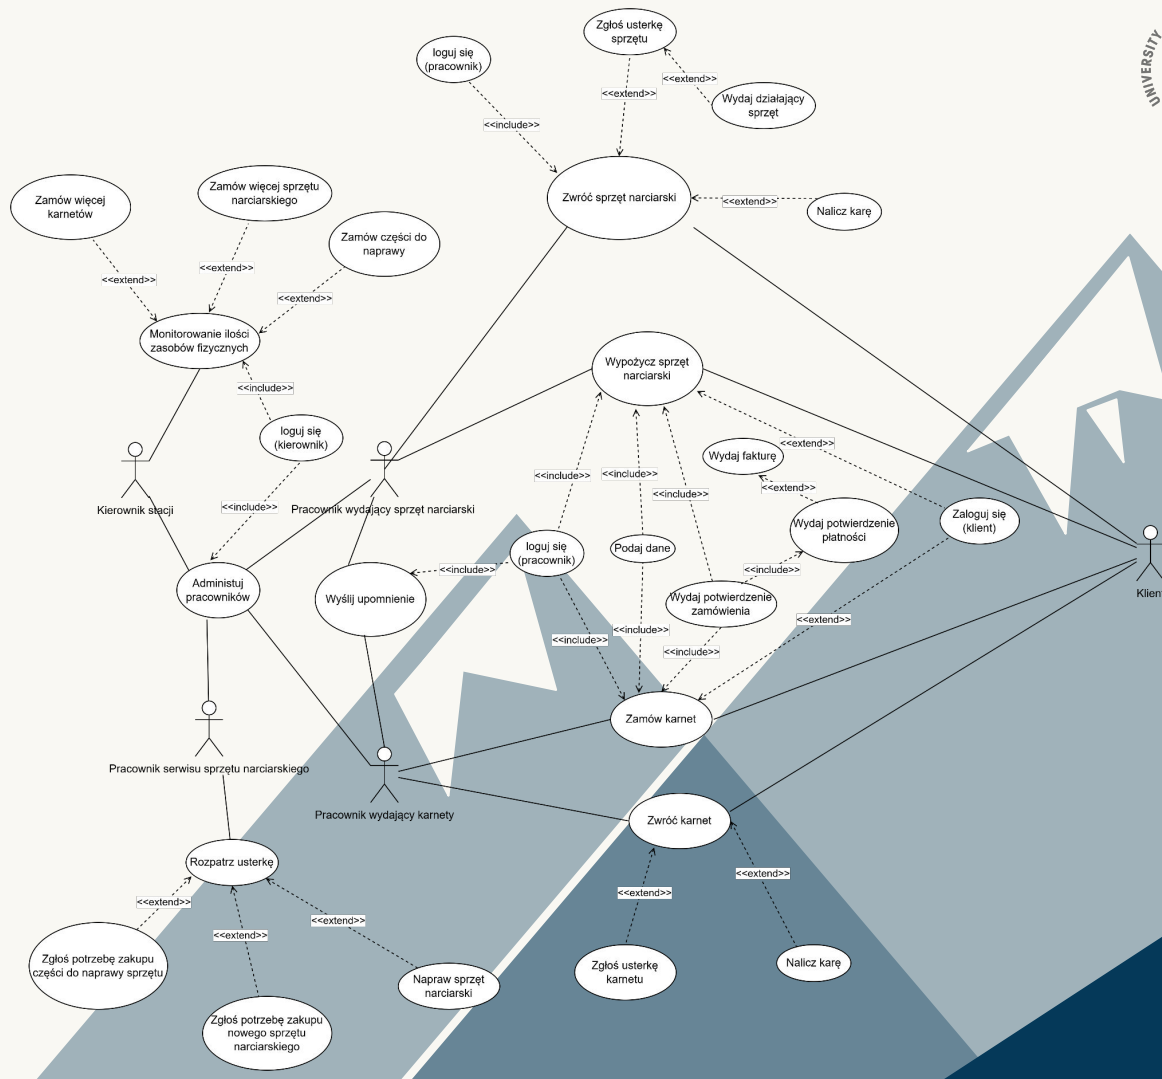 UNIVERSITY
Zgłoś usterkę
sprzętu
loguj się
(pracownik)
<<extend>>
<<extend>>
Wydaj działający
sprzęt
<<include>>
Zwróć sprzęt narciarski
<<extend>>
Nalicz karę
Zamów więcej
karnetów
Zamów więcej sprzętu
narciarskiego
Zamów części do
naprawy
<<extend>>
<<extend>>
<<extend>>
Monitorowanie ilości
zasobów fizycznych
<<include>>
loguj się
(kierownik)
<<include>>
Kierownik stacji
Pracownik wydający sprzęt narciarski
Wypożycz sprzęt
narciarski
<<extend>>
Wydaj fakturę
<<include>>
<<include>>
<<include>>
<<extend>>
Wydaj potwierdzenie
płatności
Zaloguj się
(klient)
loguj się
(pracownik)
Podaj dane
<<include>>
<<include>>
Administuj
pracowników
Wyślij upomnienie
Wydaj potwierdzenie
zamówienia
Klient
<<include>>
<<include>>
<<include>>
<<extend>>
Zamów karnet
Pracownik serwisu sprzętu narciarskiego
Pracownik wydający karnety
Zwróć karnet
Rozpatrz usterkę
<<extend>>
<<extend>>
<<extend>>
<<extend>>
<<extend>>
Zgłoś potrzebę zakupu
części do naprawy sprzętu
Napraw sprzęt
narciarski
Zgłoś usterkę
karnetu
Nalicz karę
Zgłoś potrzebę zakupu
nowego sprzętu
narciarskiego